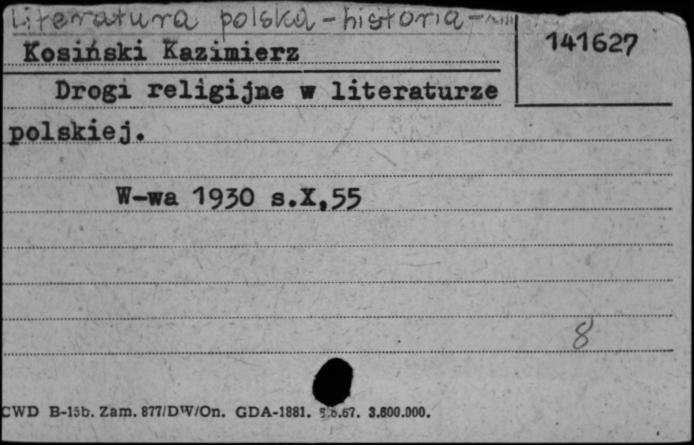 Literatura polska - historia -
Kosiński Kazimierz
141627
Drogi religijne w literaturze
polskiej.
W-wa 1930 s.X,55
8
CWD B-15b. Zam. 877/DW/On. GDA-1881. 3.600.000.